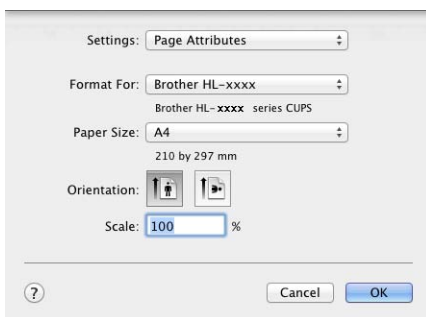 Settings: Page Attributes
Format For: Brother HL-xxxx
Brother HL-xxxx series CUPS
Paper Size: A4
210 by 297 mm
Orientation:
Scale: 100 %
? Cancel OK